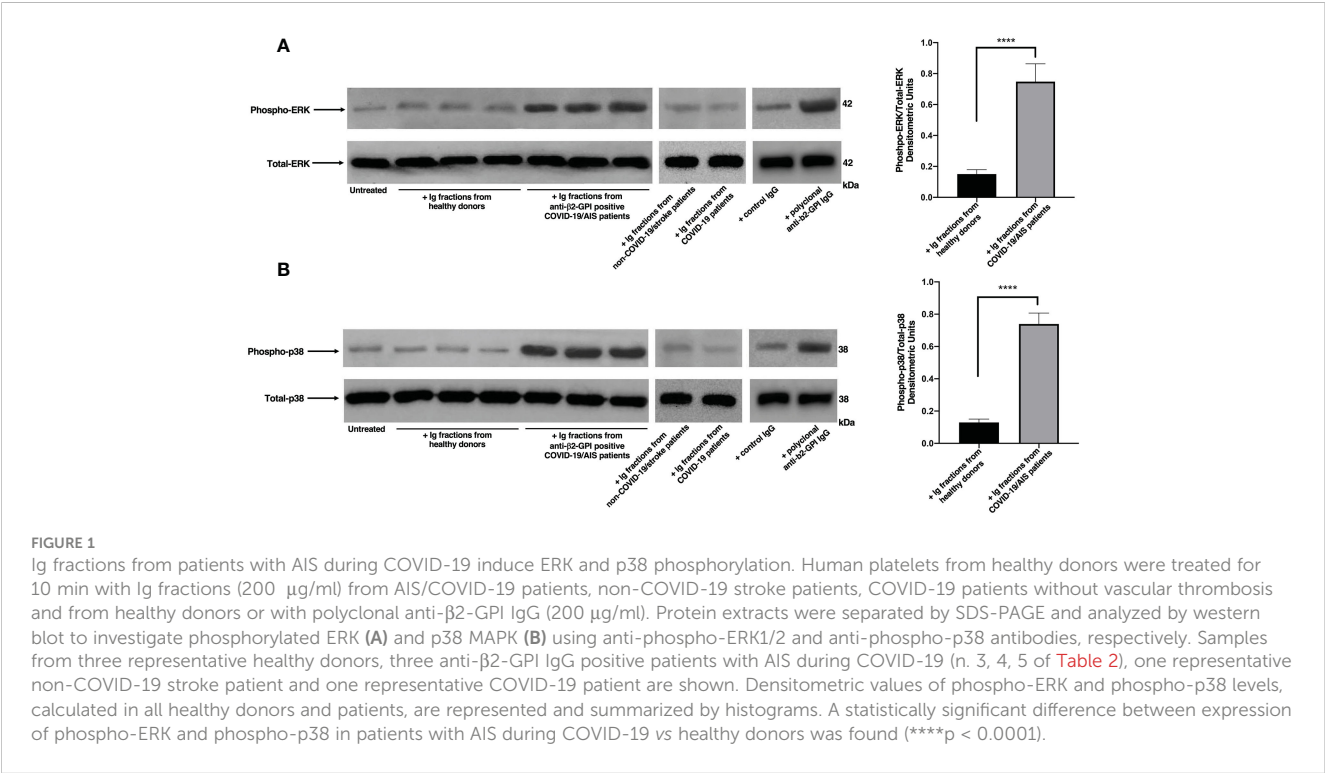 A
Phospho-ERK
42
Total-ERK
42
kDa
Untreated
+ Ig fractions from
healthy donors
+ Ig fractions from
anti-β2-GPI positive
COVID-19/AIS patients
+ Ig fractions from
non-COVID-19/stroke patients
+ Ig fractions from
COVID-19 patients
+ control IgG
+ polyclonal
anti-b2-GPI IgG
Phoshpo-ERK/Total-ERK
Densitometric Units
1.0
0.8
0.6
0.4
0.2
0.0
****
+ Ig fractions from
healthy donors
+ Ig fractions from
COVID-19/AIS patients
B
Phospho-p38
38
Total-p38
38
kDa
Untreated
+ Ig fractions from
healthy donors
+ Ig fractions from
anti-β2-GPI positive
COVID-19/AIS patients
+ Ig fractions from
non-COVID-19/stroke patients
+ Ig fractions from
COVID-19 patients
+ control IgG
+ polyclonal
anti-b2-GPI IgG
Phospho-p38/Total-p38
Densitometric Units
1.0
0.8
0.6
0.4
0.2
0.0
****
+ Ig fractions from
healthy donors
+ Ig fractions from
COVID-19/AIS patients
FIGURE 1
Ig fractions from patients with AIS during COVID-19 induce ERK and p38 phosphorylation. Human platelets from healthy donors were treated for
10 min with Ig fractions (200 µg/ml) from AIS/COVID-19 patients, non-COVID-19 stroke patients, COVID-19 patients without vascular thrombosis
and from healthy donors or with polyclonal anti-β2-GPI IgG (200 µg/ml). Protein extracts were separated by SDS-PAGE and analyzed by western
blot to investigate phosphorylated ERK (A) and p38 MAPK (B) using anti-phospho-ERK1/2 and anti-phospho-p38 antibodies, respectively. Samples
from three representative healthy donors, three anti-β2-GPI IgG positive patients with AIS during COVID-19 (n. 3, 4, 5 of Table 2), one representative
non-COVID-19 stroke patient and one representative COVID-19 patient are shown. Densitometric values of phospho-ERK and phospho-p38 levels,
calculated in all healthy donors and patients, are represented and summarized by histograms. A statistically significant difference between expression
of phospho-ERK and phospho-p38 in patients with AIS during COVID-19 vs healthy donors was found (****p < 0.0001).